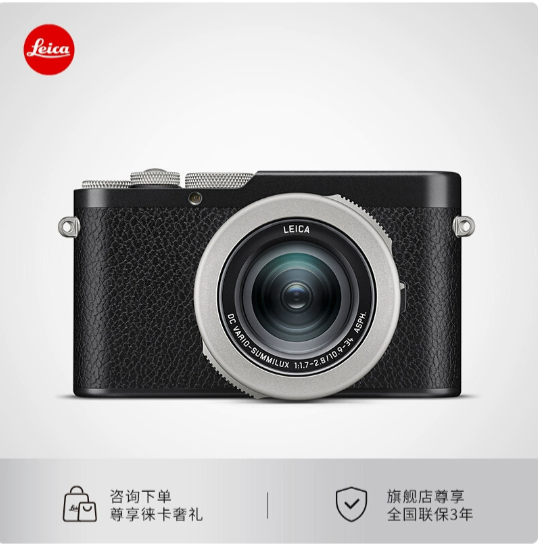 Leica
LEICA
DC VARIO-SUMMILUX 1:1.7-2.8/10.9-34 ASPH.
咨询下单
尊享徕卡奢礼
旗舰店尊享
全国联保3年